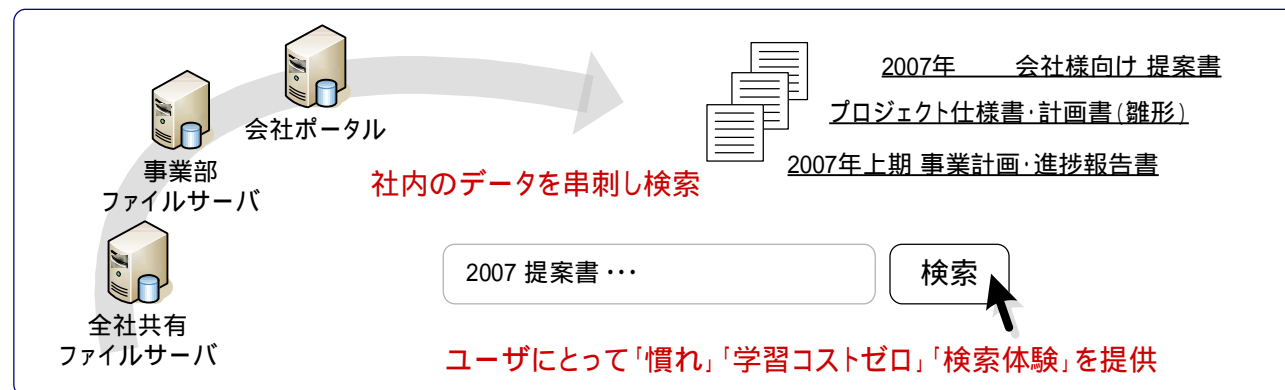 2007年 会社様向け 提案書
会社ポータル
プロジェクト仕様書・計画書(雛形)
事業部
ファイルサーバ
2007年上期 事業計画・進捗報告書
社内のデータを串刺し検索
2007 提案書・・・
検索
全社共有
ファイルサーバ
ユーザにとって「慣れ」「学習コストゼロ」「検索体験」を提供